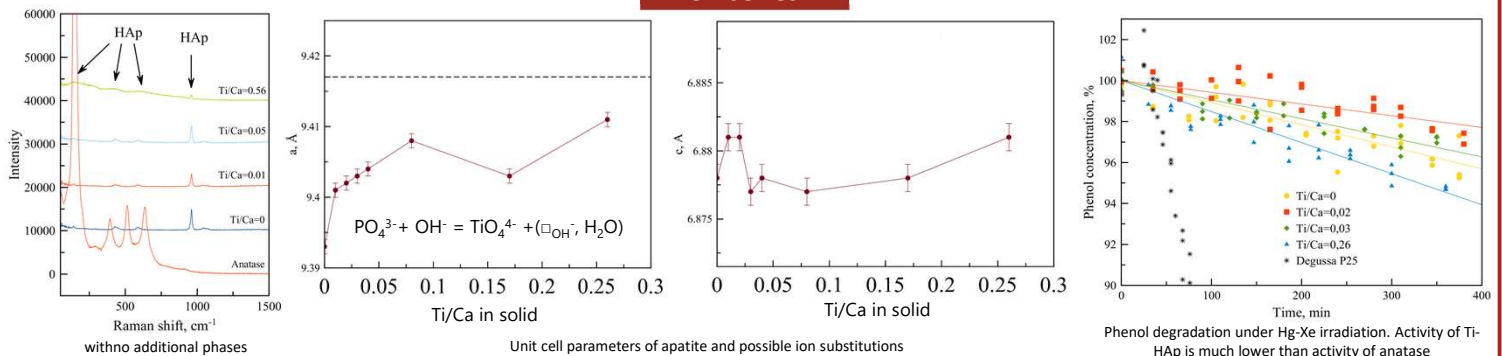 60000
50000
40000
30000
20000
10000
0
Intensity
HAp
HAp
Ti/Ca=0.56
Ti/Ca=0.05
Ti/Ca=0.01
Ti/Ca=0
Anatase
500
1000
1500
Raman shift, cm⁻¹
withno additional phases
9.42
9.41
9.4
9.39
a, Å
PO₄³⁻+ OH⁻ = TiO₄⁴⁻ +(□OH⁻, H₂O)
0 0.05 0.1 0.15 0.2 0.25 0.3
Ti/Ca in solid
6.885
6.88
6.875
c, A
0 0.05 0.1 0.15 0.2 0.25 0.3
Ti/Ca in solid
Unit cell parameters of apatite and possible ion substitutions
102
100
98
96
94
92
90
Phenol concentration, %
Ti/Ca=0
Ti/Ca=0,02
Ti/Ca=0,03
Ti/Ca=0,26
Degussa P25
0 100 200 300 400
Time, min
Phenol degradation under Hg-Xe irradiation. Activity of Ti-
HAp is much lower than activity of anatase